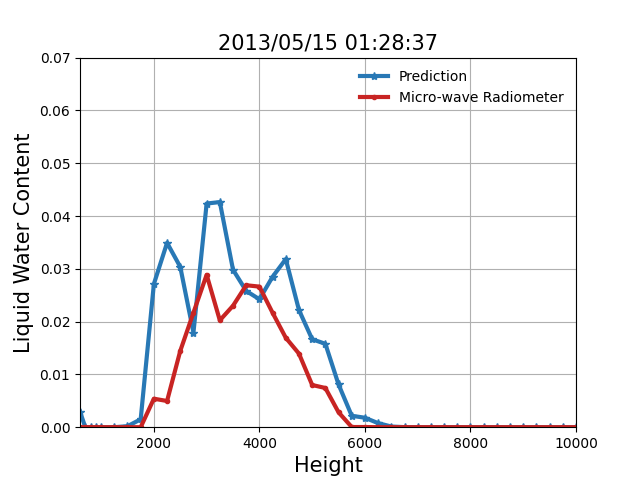 2013/05/15 01:28:37
0.07
0.06
0.05
0.04
0.03
0.02
0.01
0.00
Liquid Water Content
Prediction
Micro-wave Radiometer
2000 4000 6000 8000 10000
Height